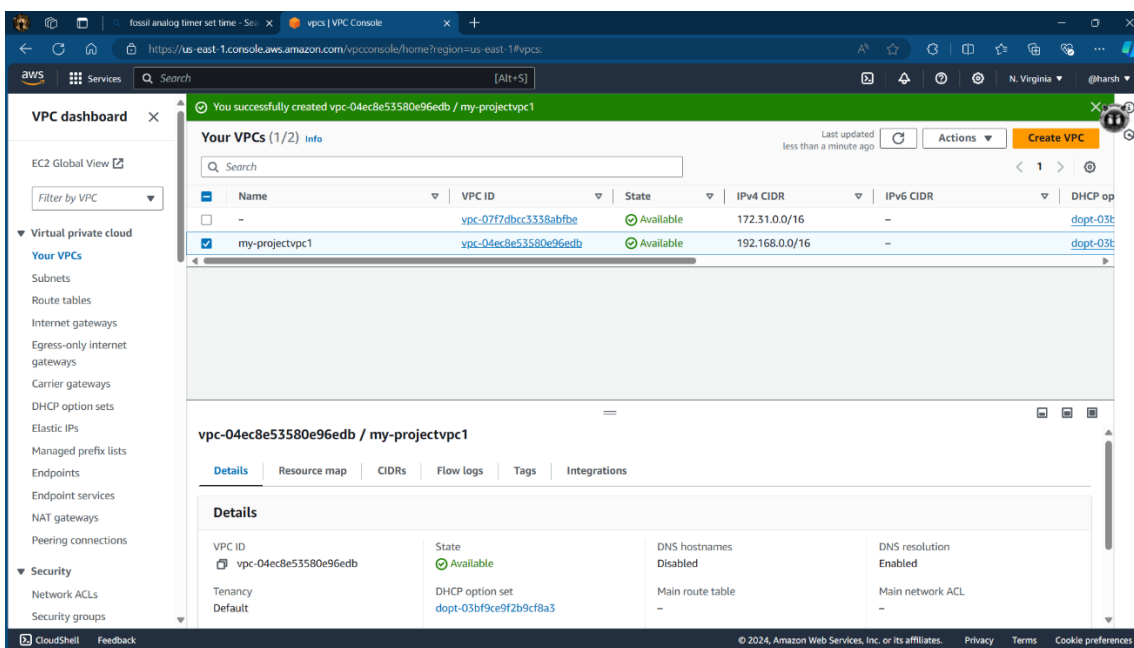 fossil analog timer set time - Sea
vpcs | VPC Console
https://us-east-1.console.aws.amazon.com/vpcconsole/home?region=us-east-1#vpcs:
aws
Services
Search
[Alt+S]
N. Virginia
@harsh
VPC dashboard
EC2 Global View
Filter by VPC
Virtual private cloud
Your VPCs
Subnets
Route tables
Internet gateways
Egress-only internet
gateways
Carrier gateways
DHCP option sets
Elastic IPs
Managed prefix lists
Endpoints
Endpoint services
NAT gateways
Peering connections
Security
Network ACLs
Security groups
You successfully created vpc-04ec8e53580e96edb / my-projectvpc1
Your VPCs (1/2) Info
Last updated
less than a minute ago
Actions
Create VPC
Search
1
Name VPC ID State IPv4 CIDR IPv6 CIDR DHCP op
– vpc-07f7dbcc3338abfbe Available 172.31.0.0/16 – dopt-03b
my-projectvpc1 vpc-04ec8e53580e96edb Available 192.168.0.0/16 – dopt-03b
vpc-04ec8e53580e96edb / my-projectvpc1
Details Resource map CIDRs Flow logs Tags Integrations
Details
VPC ID State DNS hostnames DNS resolution
vpc-04ec8e53580e96edb Available Disabled Enabled
Tenancy DHCP option set Main route table Main network ACL
Default dopt-03bf9ce9f2b9cf8a3 – –
CloudShell Feedback © 2024, Amazon Web Services, Inc. or its affiliates. Privacy Terms Cookie preferences